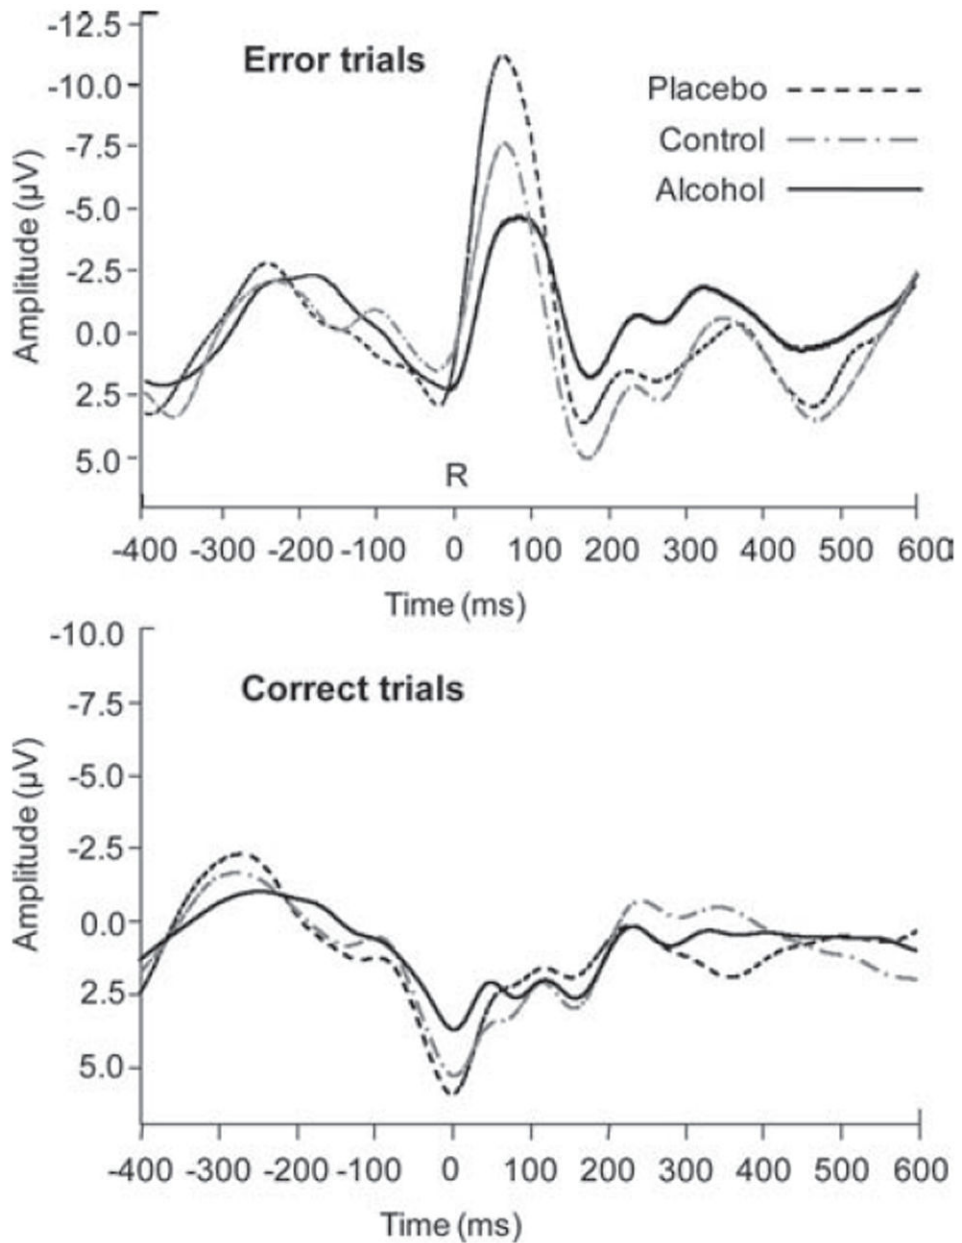 -12.5
Error trials
-10.0
Placebo
-7.5
Control
-5.0
Alcohol
-2.5
0.0
2.5
5.0
Amplitude (µV)
R
-400 -300 -200 -100 0 100 200 300 400 500 600
Time (ms)
-10.0
Correct trials
-7.5
-5.0
-2.5
0.0
2.5
5.0
Amplitude (µV)
-400 -300 -200 -100 0 100 200 300 400 500 600
Time (ms)